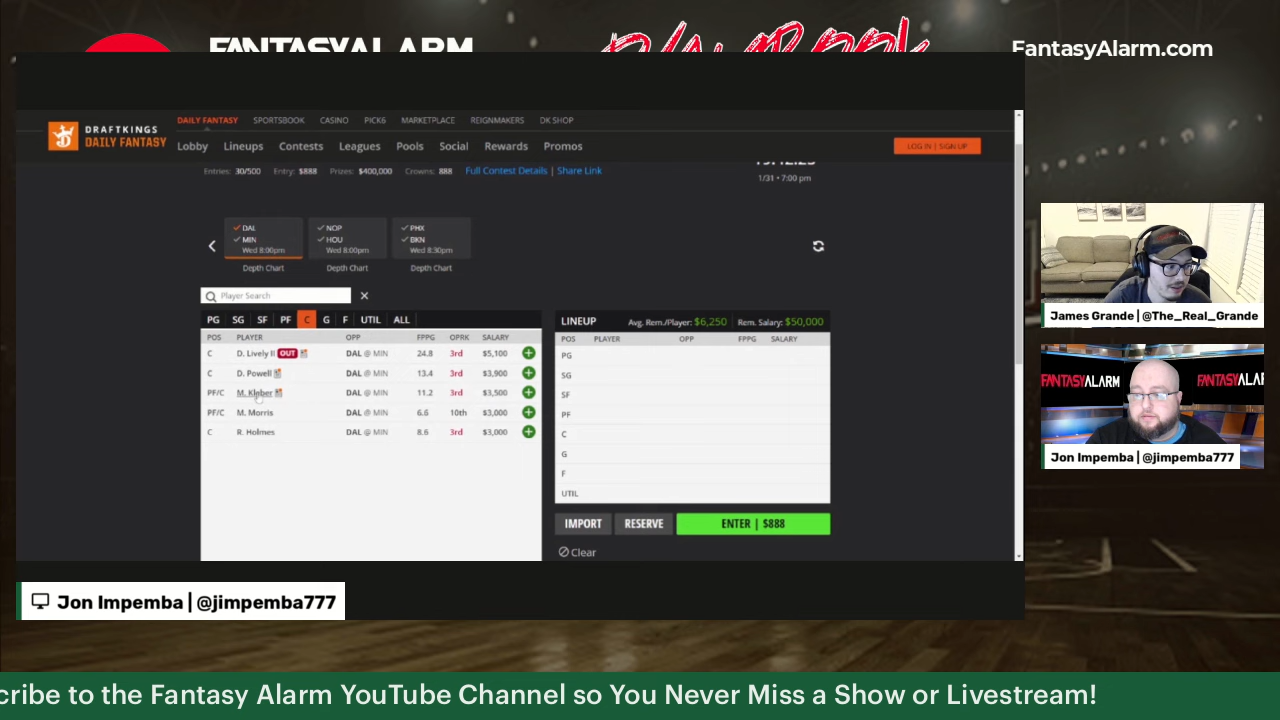 FANTASYALARM
PLAYBOOK
FantasyAlarm.com
DRAFTKINGS
DAILY FANTASY
DAILY FANTASY SPORTSBOOK CASINO PICK6 MARKETPLACE REIGNMAKERS DK SHOP
Lobby Lineups Contests Leagues Pools Social Rewards Promos
LOG IN | SIGN UP
Entries: 30/500 Entry: $888 Prizes: $400,000 Crowns: 888 Full Contest Details | Share Link
1/31 • 7:00 pm
DAL
MIN
Wed 8:00pm
Depth Chart
NOP
HOU
Wed 8:00pm
Depth Chart
PHX
BKN
Wed 8:30pm
Depth Chart
Player Search
PG SG SF PF C G F UTIL ALL
POS PLAYER OPP FPPG OPRK SALARY
C D. Lively II OUT DAL @ MIN 24.8 3rd $5,100
C D. Powell DAL @ MIN 13.4 3rd $3,900
PF/C M. Kleber DAL @ MIN 11.2 3rd $3,500
PF/C M. Morris DAL @ MIN 6.6 10th $3,000
C R. Holmes DAL @ MIN 8.6 3rd $3,000
LINEUP Avg. Rem./Player: $6,250 Rem. Salary: $50,000
POS PLAYER OPP FPPG SALARY
PG
SG
SF
PF
C
G
F
UTIL
IMPORT RESERVE ENTER | $888
Clear
James Grande | @The_Real_Grande
FANTASYALARM
FANTASYALAR
Jon Impemba | @jimpemba777
Jon Impemba | @jimpemba777
cribe to the Fantasy Alarm YouTube Channel so You Never Miss a Show or Livestream!